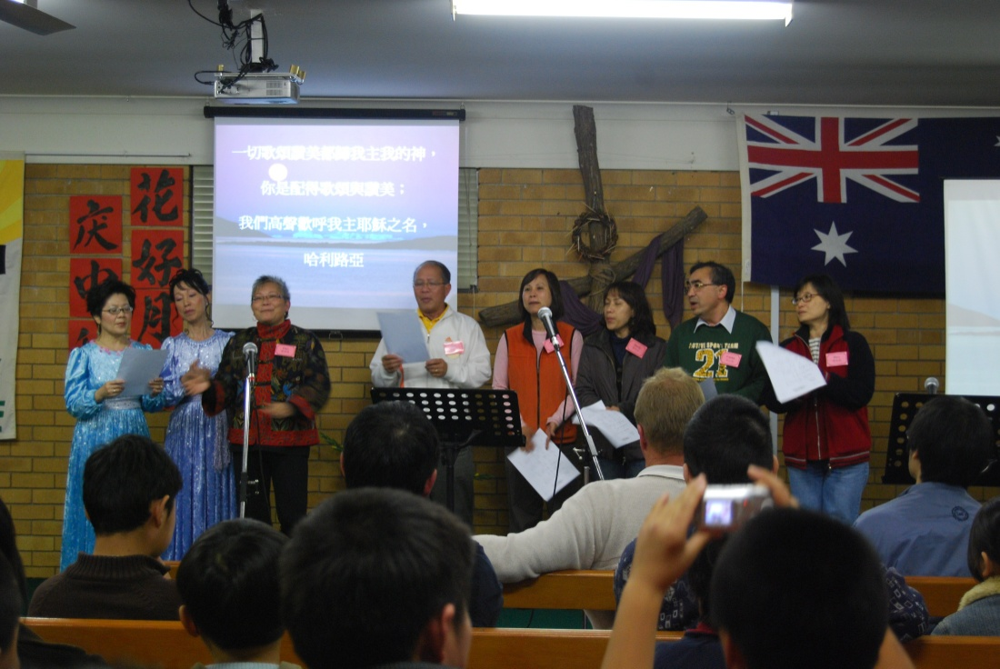 庆中
花好月
一切歌頌讚美都歸我主我的神，
你是配得歌頌與讚美；
我們高聲歡呼我主耶穌之名，
哈利路亞
21